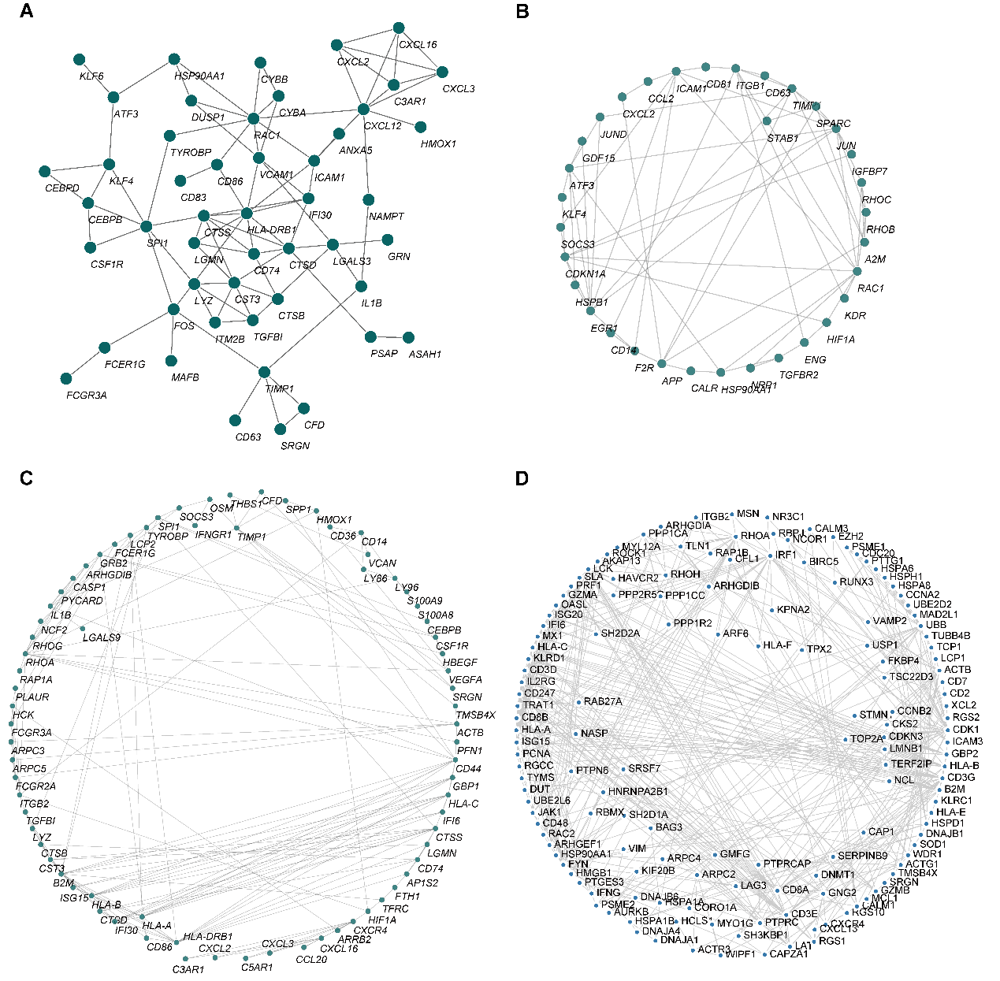 A
CXCL16
CXCL2
KLF6
HSP90AA1
CYBB
CXCL3
C3AR1
ATF3
DUSP1
CYBA
RAC1
CXCL12
HMOX1
TYROBP
ANXA5
CEBPD
KLF4
CD86
VCAM1
ICAM1
CD83
CEBPB
IFI30
NAMPT
SPI1
CTSS
HLA-DRB1
CSF1R
LGMN
CD74
CTSD
LGALS3
GRN
LYZ
CST3
CTSB
IL1B
FOS
ITM2B
TGFBI
FCER1G
MAFB
PSAP
ASAH1
FCGR3A
TIMP1
CD63
SRGN
CFD
B
ICAM1
CD81
ITGB1
CD63
CCL2
TIMP1
CXCL2
SPARC
JUND
STAB1
JUN
GDF15
IGFBP7
ATF3
RHOC
KLF4
RHOB
SOCS3
A2M
CDKN1A
RAC1
HSPB1
KDR
EGR1
HIF1A
CD14
ENG
F2R
TGFBR2
APP
CALR
HSP90AA1
NRP1
C
OSM
THBS1
CFD
SPP1
SOCS3
HMOX1
SPI1
TYROBP
IFNGR1
TIMP1
CD36
CD14
LCP2
FCER1G
VCAN
GRB2
LY86
ARHGDIB
LY96
CASP1
S100A9
PYCARD
S100A8
IL1B
CEBPB
NCF2
LGALS9
CSF1R
RHOG
HBEGF
RHOA
VEGFA
RAP1A
SRGN
PLAUR
TMSB4X
HCK
ACTB
FCGR3A
PFN1
ARPC3
CD44
ARPC5
GBP1
FCGR2A
HLA-C
ITGB2
IFI6
TGFBI
CTSS
LYZ
LGMN
CTSB
CD74
CST3
AP1S2
B2M
FTH1
ISG15
TFRC
HLA-B
HIF1A
CTSD
HLA-A
CXCR4
IFI30
ARRB2
CD86
HLA-DRB1
CXCL16
CXCL2
CXCL3
CCL20
C3AR1
C5AR1
D
ITGB2
MSN
NR3C1
ARHGDIA
CALM3
PPP1CA
RHOA
RBPJ
NCOR1
EZH2
MYL12A
TLN1
PSME1
ROCK1
RAP1B
IRF1
CDC20
AKAP13
CFL1
BIRC5
PTTG1
LCK
HSPA6
SLA
HAVCR2
RHOH
HSPH1
PRF1
ARHGDIB
RUNX3
HSPA8
GZMA
PPP2R5C
PPP1CC
CCNA2
OASL
KPNA2
UBE2D2
ISG20
VAMP2
MAD2L1
IFI6
PPP1R2
UBB
MX1
SH2D2A
ARF6
TUBB4B
HLA-C
HLA-F
TPX2
USP1
TCP1
KLRD1
FKBP4
LCP1
CD3D
ACTB
IL2RG
TSC22D3
CD7
CD247
RAB27A
CD2
TRAT1
XCL2
CD8B
STMN1
CCNB2
RGS2
HLA-A
CKS2
CDK1
ISG15
NASP
TOP2A
CDKN3
ICAM3
PCNA
LMNB1
GBP2
RGCC
PTPN6
SRSF7
TERF2IP
HLA-B
TYMS
NCL
CD3G
DUT
HNRNPA2B1
B2M
UBE2L6
KLRC1
JAK1
RBMX
SH2D1A
HLA-E
CD48
BAG3
HSPD1
RAC2
CAP1
DNAJB1
ARHGEF1
VIM
SOD1
HSP90AA1
ARPC4
GMFG
SERPINB9
WDR1
FYN
PTPRCAP
ACTG1
HMGB1
KIF20B
ARPC2
DNMT1
TMSB4X
PTGES3
LAG3
SRGN
IFNG
DNAJB6
CD8A
GNG2
GZMB
PSME2
HSPA1A
MCL1
AURKB
CORO1A
CD3E
CALM1
RGS10
HSPA1B
HCLS1
MYO1G
PTPRC
CXCR4
DNAJA4
SH3KBP1
CXCL13
DNAJA1
LAT
RGS1
ACTR3
WIPF1
CAPZA1